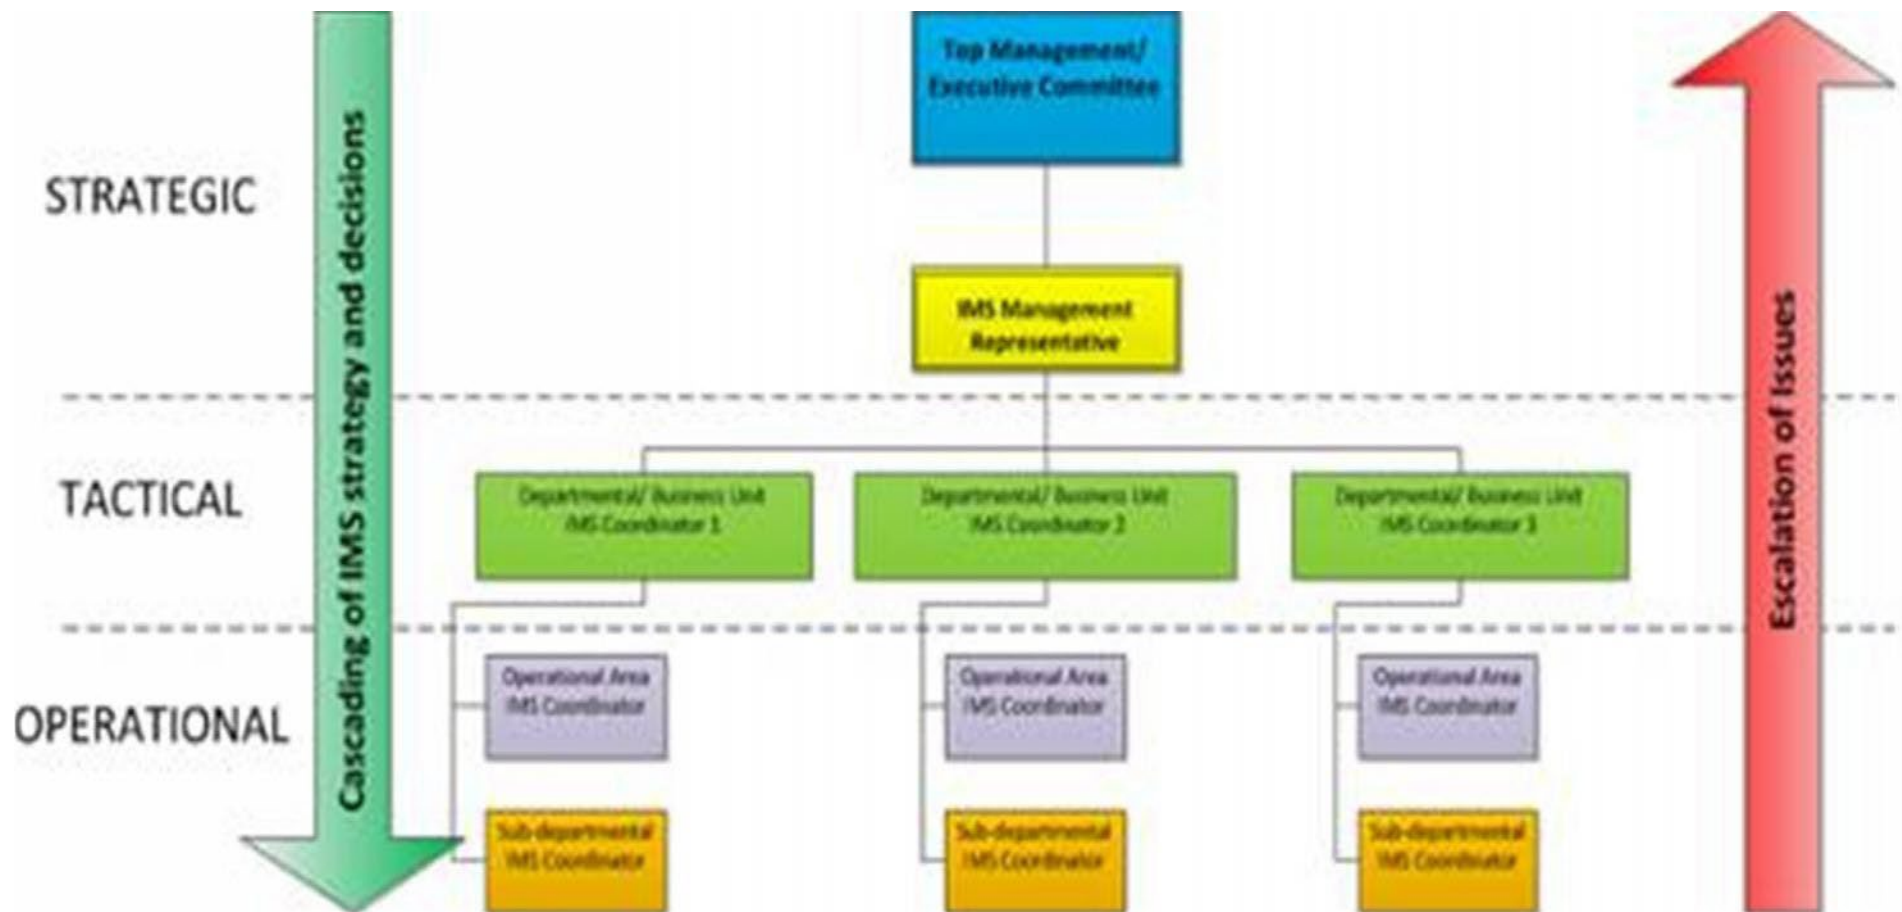 Top Management/
Executive Committee
STRATEGIC
Cascading of IMS strategy and decisions
IMS Management
Representative
Escalation of Issues
TACTICAL
Departmental/ Business Unit
IMS Coordinator 1
Departmental/ Business Unit
IMS Coordinator 2
Departmental/ Business Unit
IMS Coordinator 3
OPERATIONAL
Operational Area
IMS Coordinator
Operational Area
IMS Coordinator
Operational Area
IMS Coordinator
Sub-departmental
IMS Coordinator
Sub-departmental
IMS Coordinator
Sub-departmental
IMS Coordinator